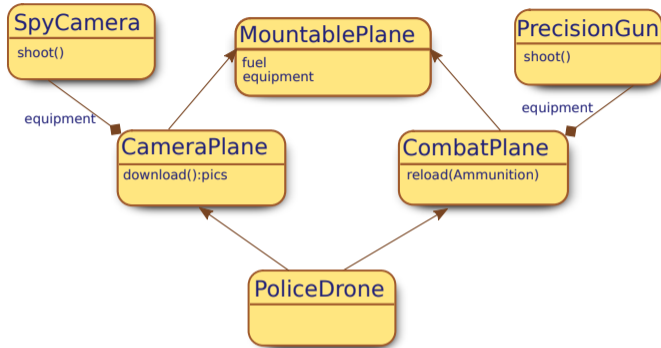 SpyCamera
shoot()
MountablePlane
fuel
equipment
PrecisionGun
shoot()
equipment
equipment
CameraPlane
download():pics
CombatPlane
reload(Ammunition)
PoliceDrone